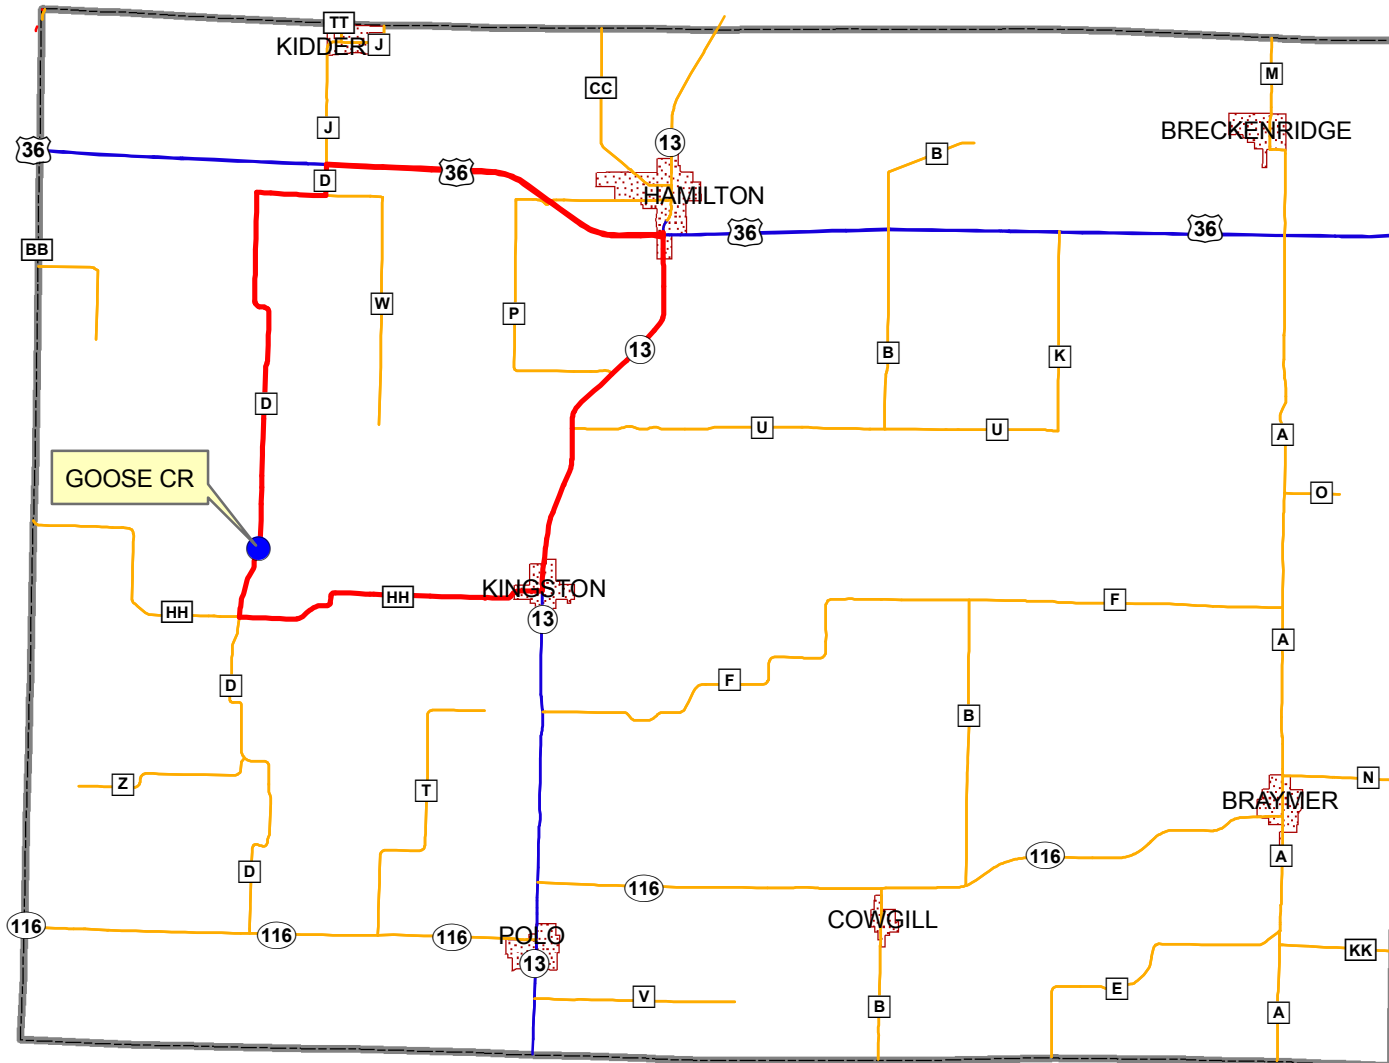 TT
KIDDER
J
CC
M
J
13
BRECKENRIDGE
36
D
36
B
HAMILTON
W
36
36
BB
P
13
B
K
D
U
U
A
GOOSE CR
O
HH
HH
KINGSTON
13
F
A
D
F
B
Z
T
N
BRAYMER
116
A
D
116
COWGILL
116
116
116
POLO
13
KK
V
B
E
A